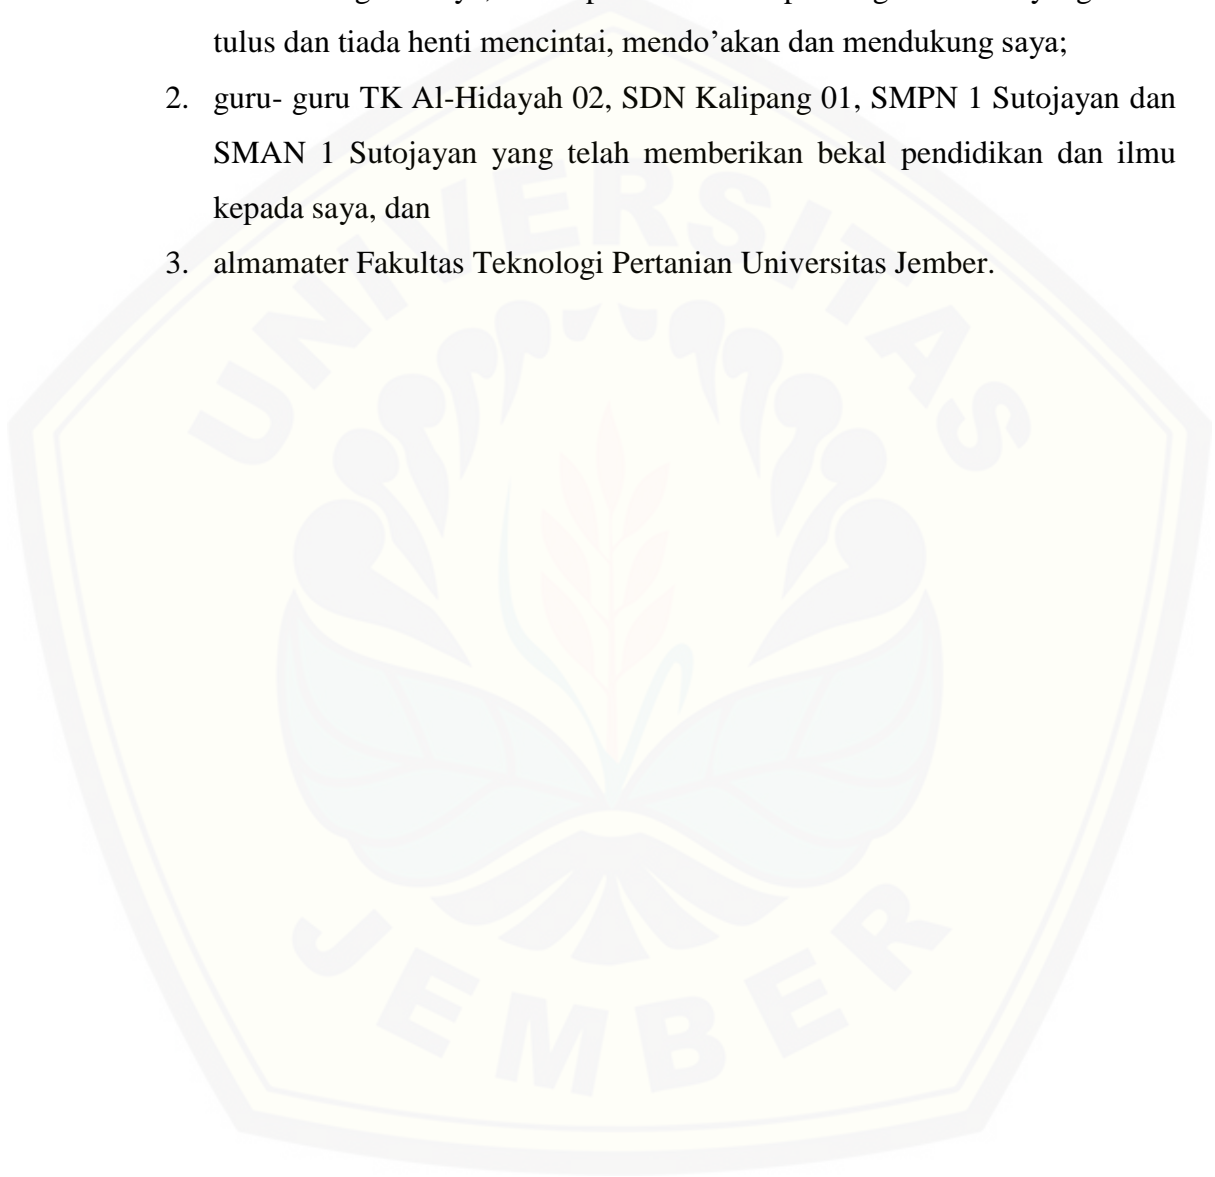 tulus dan tiada henti mencintai, mendo’akan dan mendukung saya;
2. guru- guru TK Al-Hidayah 02, SDN Kalipang 01, SMPN 1 Sutojayan dan
SMAN 1 Sutojayan yang telah memberikan bekal pendidikan dan ilmu
kepada saya, dan
3. almamater Fakultas Teknologi Pertanian Universitas Jember.
UNIVERSITAS
JEMBER